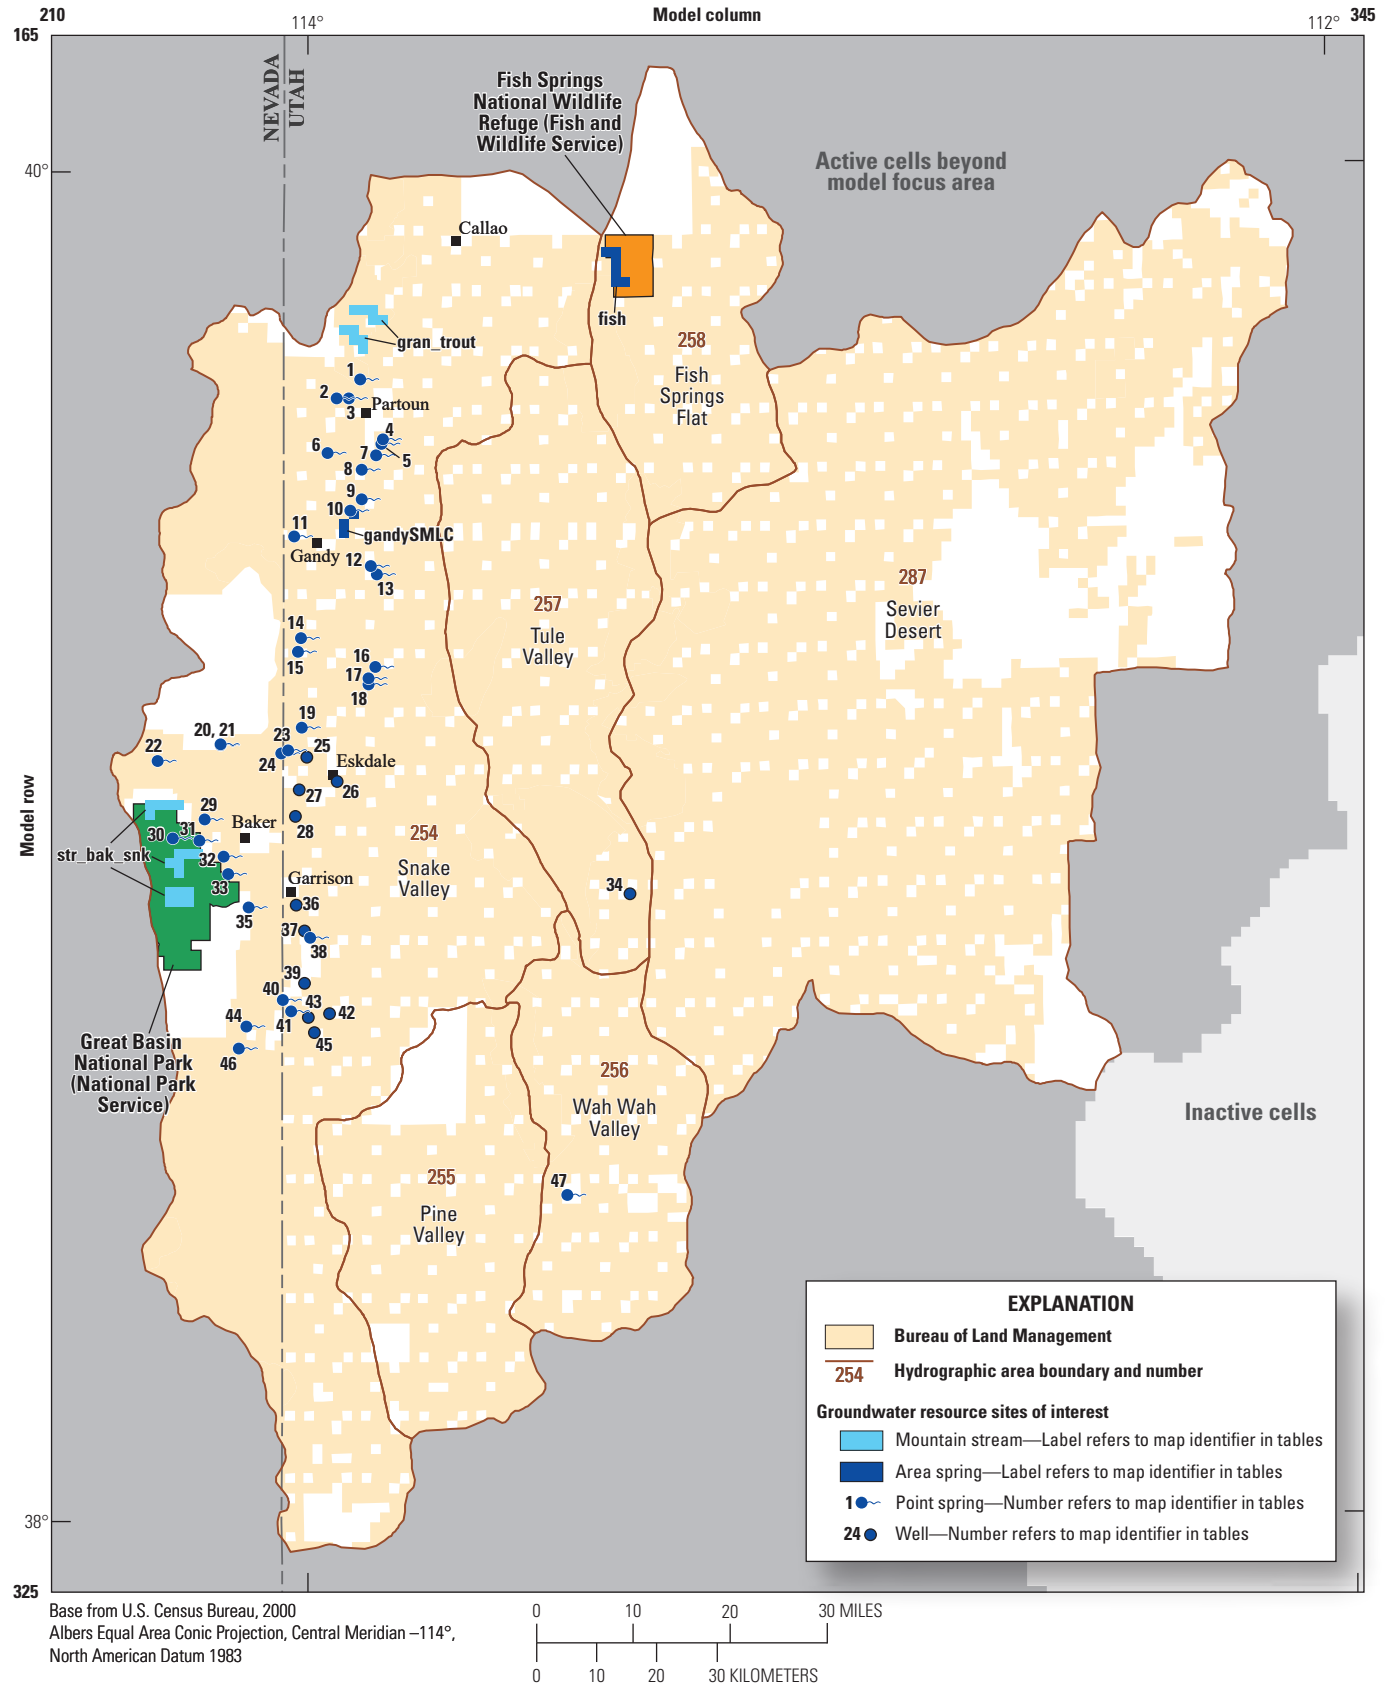 210
Model column
345
165
114°
112°
NEVADA
UTAH
Fish Springs
National Wildlife
Refuge (Fish and
Wildlife Service)
Active cells beyond
model focus area
40°
Callao
fish
gran_trout
258
Fish
Springs
Flat
1
2
3
Partoun
4
5
6
7
8
9
10
11
gandySMLC
Gandy
12
13
257
Tule
Valley
287
Sevier
Desert
14
15
16
17
18
19
20, 21
22
23
24
25
Eskdale
26
27
28
29
30
31
Baker
str_bak_snk
32
33
254
Snake
Valley
Garrison
34
35
36
37
38
39
40
41
42
43
44
45
46
Model row
Great Basin
National Park
(National Park
Service)
256
Wah Wah
Valley
47
255
Pine
Valley
Inactive cells
EXPLANATION
Bureau of Land Management
254 Hydrographic area boundary and number
Groundwater resource sites of interest
Mountain stream—Label refers to map identifier in tables
Area spring—Label refers to map identifier in tables
1 Point spring—Number refers to map identifier in tables
24 Well—Number refers to map identifier in tables
38°
325
Base from U.S. Census Bureau, 2000
Albers Equal Area Conic Projection, Central Meridian –114°,
North American Datum 1983
0 10 20 30 MILES
0 10 20 30 KILOMETERS